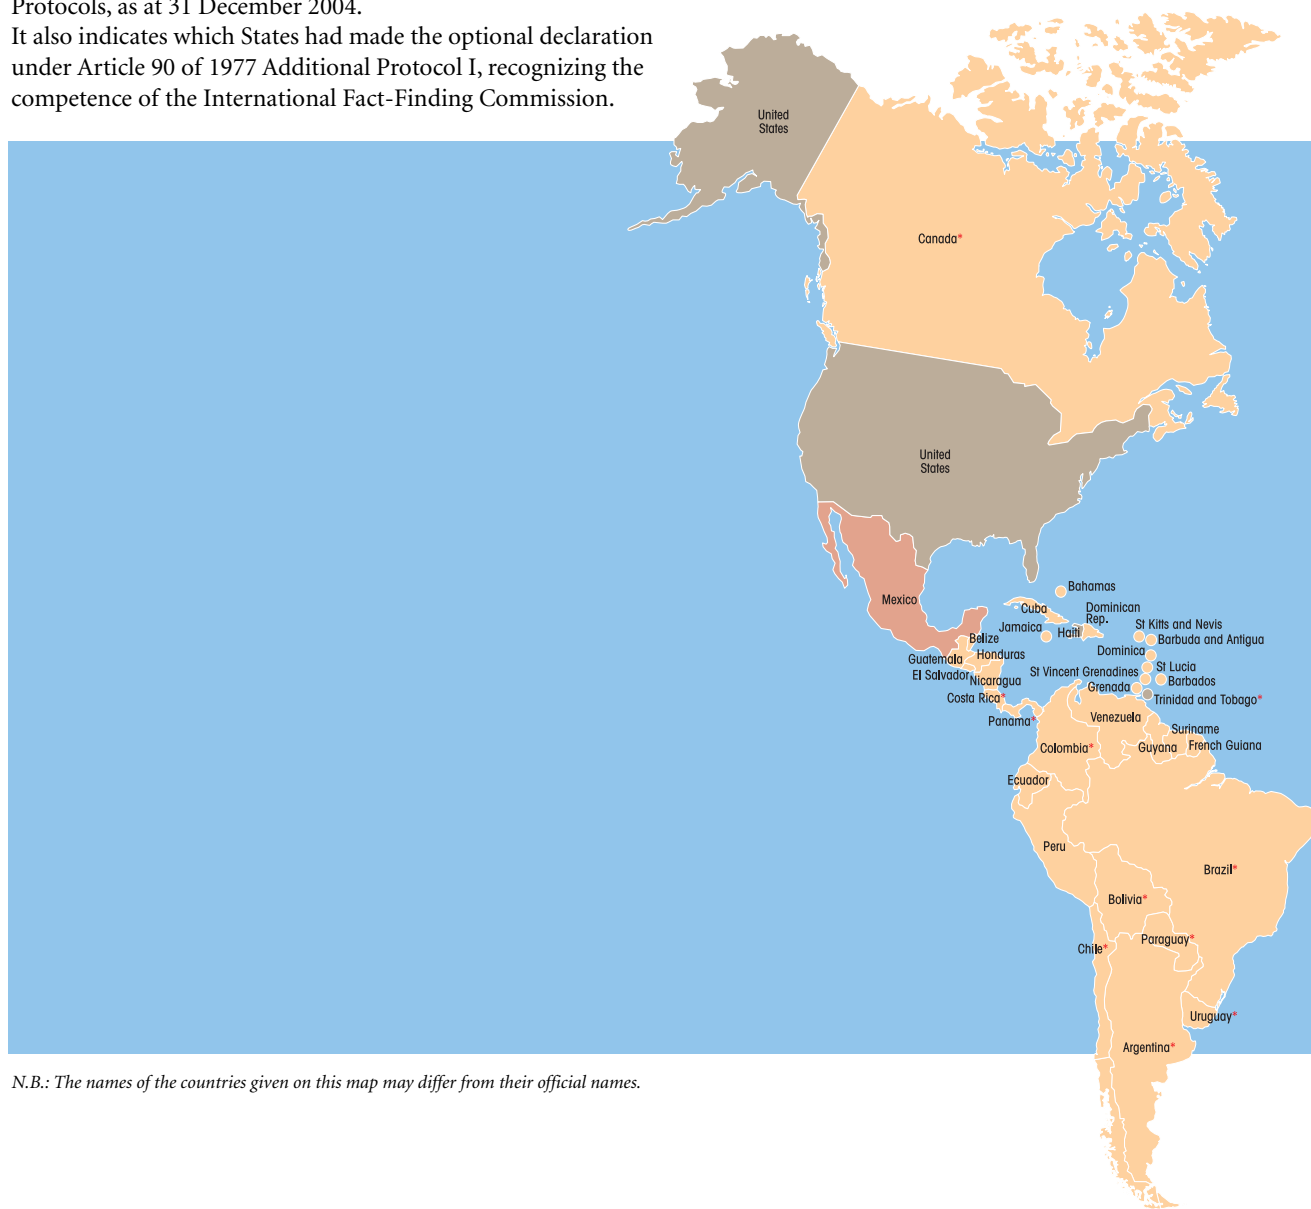 Protocols, as at 31 December 2004.
It also indicates which States had made the optional declaration
under Article 90 of 1977 Additional Protocol I, recognizing the
competence of the International Fact-Finding Commission.
United
States
Canada*
United
States
Mexico
Bahamas
Cuba
Dominican
Rep.
Jamaica
Haiti
St Kitts and Nevis
Barbuda and Antigua
Belize
Dominica
Guatemala
Honduras
St Lucia
El Salvador
St Vincent Grenadines
Nicaragua
Barbados
Grenada
Costa Rica*
Trinidad and Tobago*
Panama*
Venezuela
Suriname
Colombia*
Guyana
French Guiana
Ecuador
Peru
Brazil*
Bolivia*
Paraguay*
Chile*
Uruguay*
Argentina*
N.B.: The names of the countries given on this map may differ from their official names.